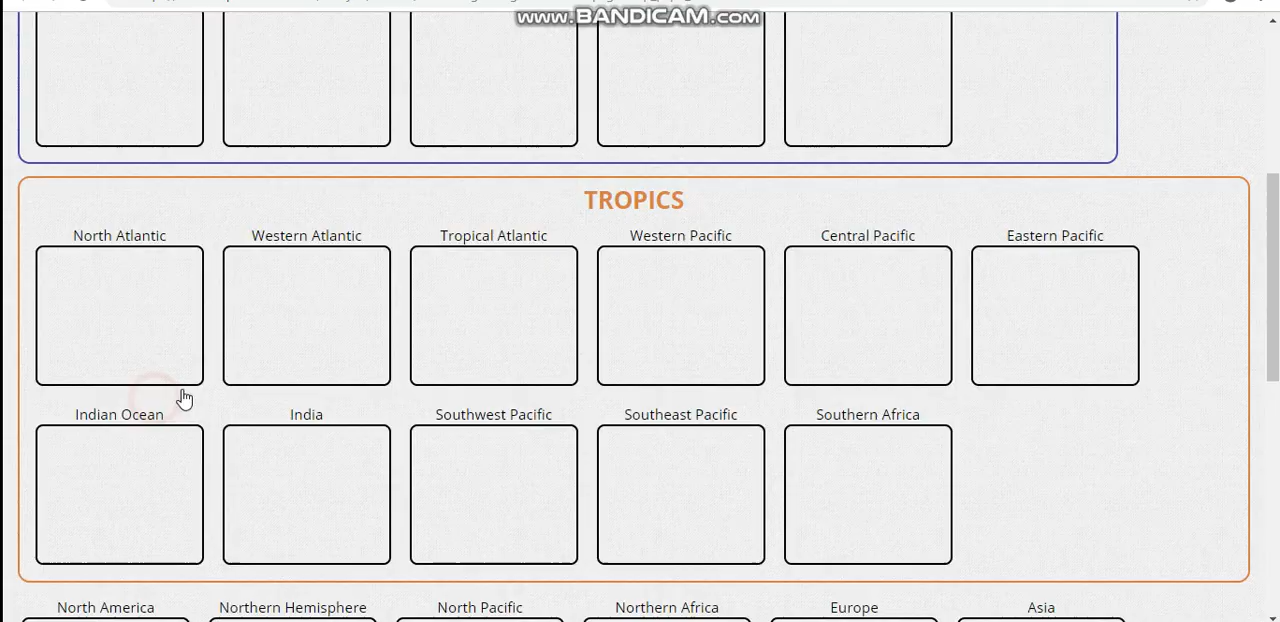 www.BANDICAM.com
TROPICS
North Atlantic Western Atlantic Tropical Atlantic Western Pacific Central Pacific Eastern Pacific
Indian Ocean India Southwest Pacific Southeast Pacific Southern Africa
North America Northern Hemisphere North Pacific Northern Africa Europe Asia